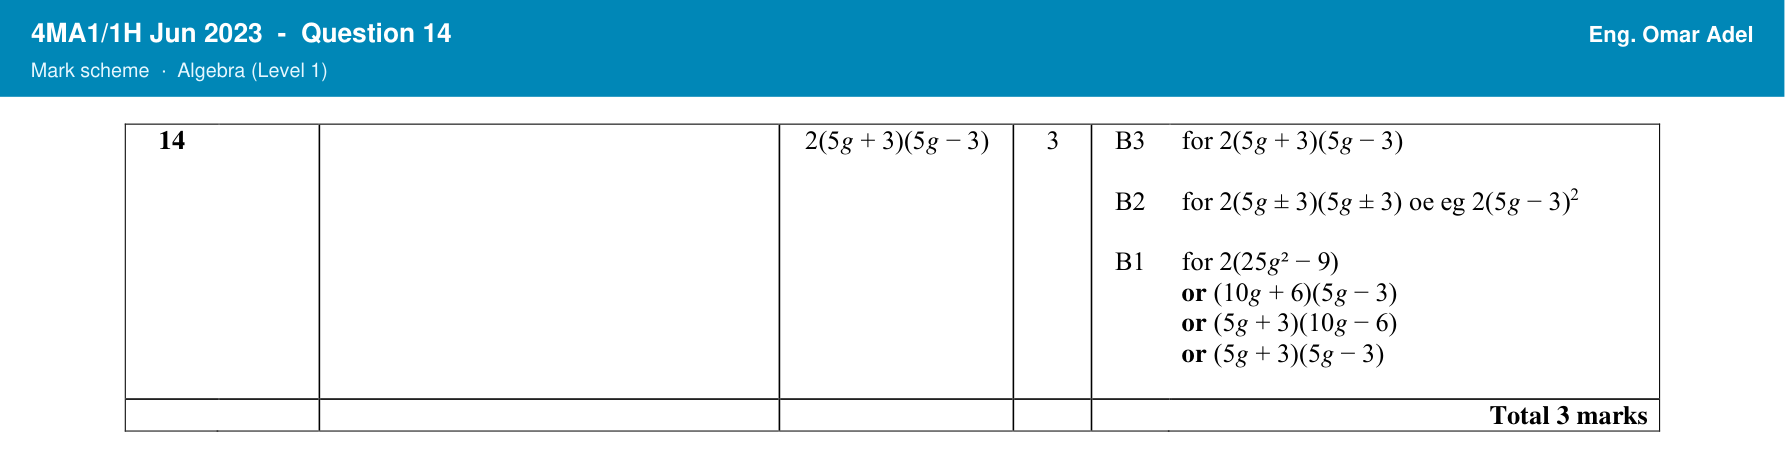 4MA1/1H Jun 2023 - Question 14
Eng. Omar Adel
Mark scheme · Algebra (Level 1)
14 2(5g + 3)(5g − 3) 3 B3 for 2(5g + 3)(5g − 3)
B2 for 2(5g ± 3)(5g ± 3) oe eg 2(5g − 3)²
B1 for 2(25g² − 9)
or (10g + 6)(5g − 3)
or (5g + 3)(10g − 6)
or (5g + 3)(5g − 3)
Total 3 marks